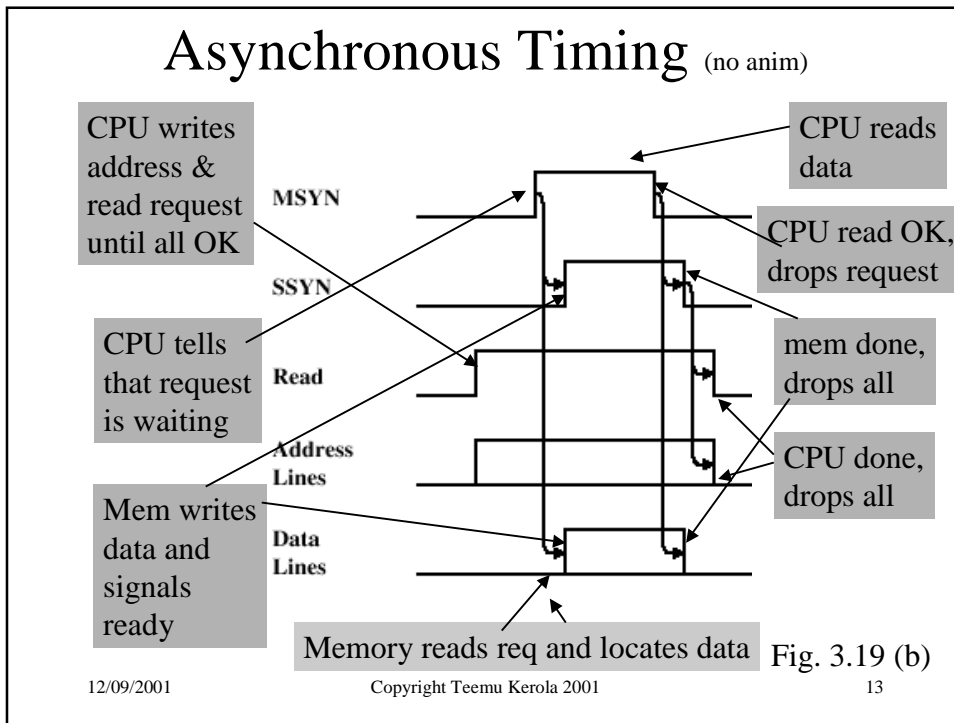 Asynchronous Timing (no anim)
CPU writes
address &
read request
until all OK
CPU reads
data
MSYN
CPU read OK,
drops request
SSYN
CPU tells
that request
is waiting
mem done,
drops all
Read
Address
Lines
CPU done,
drops all
Mem writes
data and
signals
ready
Data
Lines
Memory reads req and locates data
Fig. 3.19 (b)
12/09/2001
Copyright Teemu Kerola 2001
13